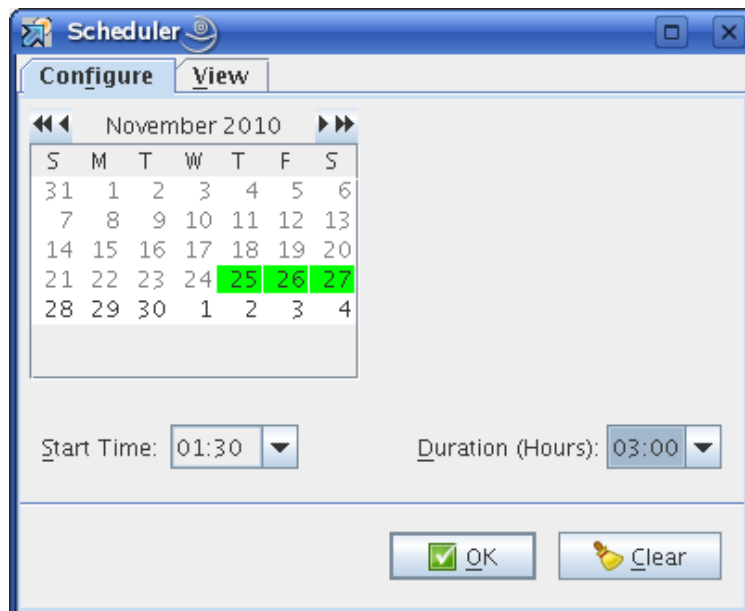 Scheduler
Configure View
November 2010
S M T W T F S
31 1 2 3 4 5 6
7 8 9 10 11 12 13
14 15 16 17 18 19 20
21 22 23 24 25 26 27
28 29 30 1 2 3 4
Start Time: 01:30 Duration (Hours): 03:00
OK Clear